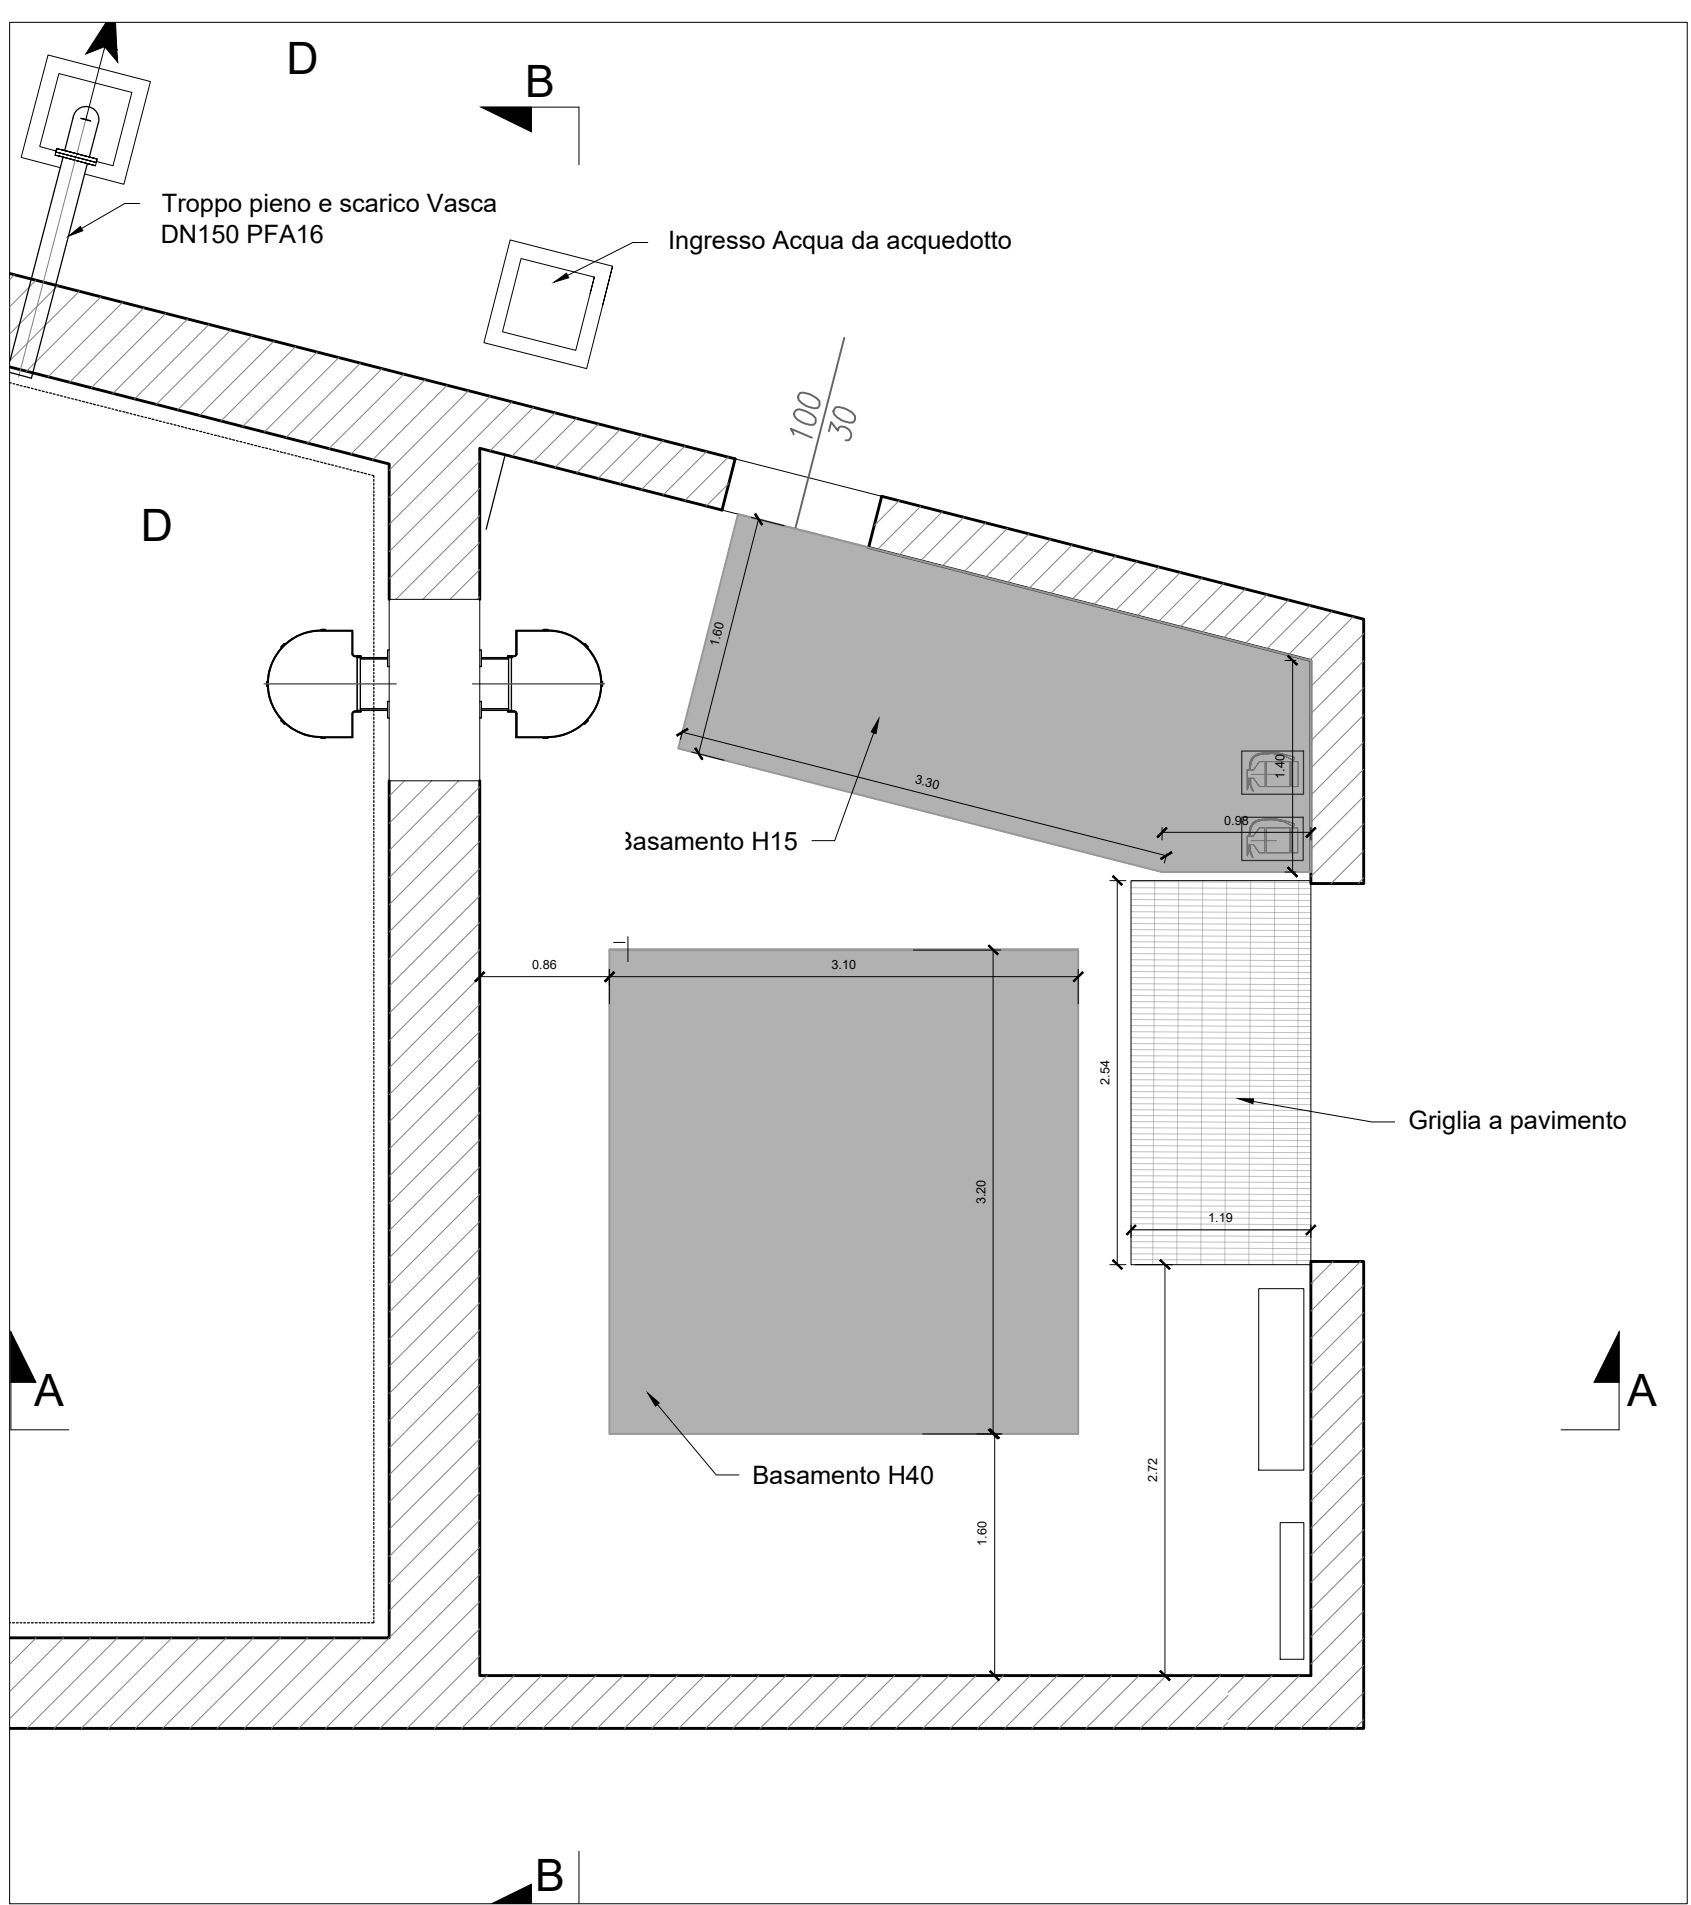 D
B
Troppo pieno e scarico Vasca
DN150 PFA16
Ingresso Acqua da acquedotto
100
30
D
1.60
3.30
1.40
0.98
Basamento H15
0.86
3.10
2.54
Griglia a pavimento
3.20
1.19
A
A
Basamento H40
2.72
1.60
B